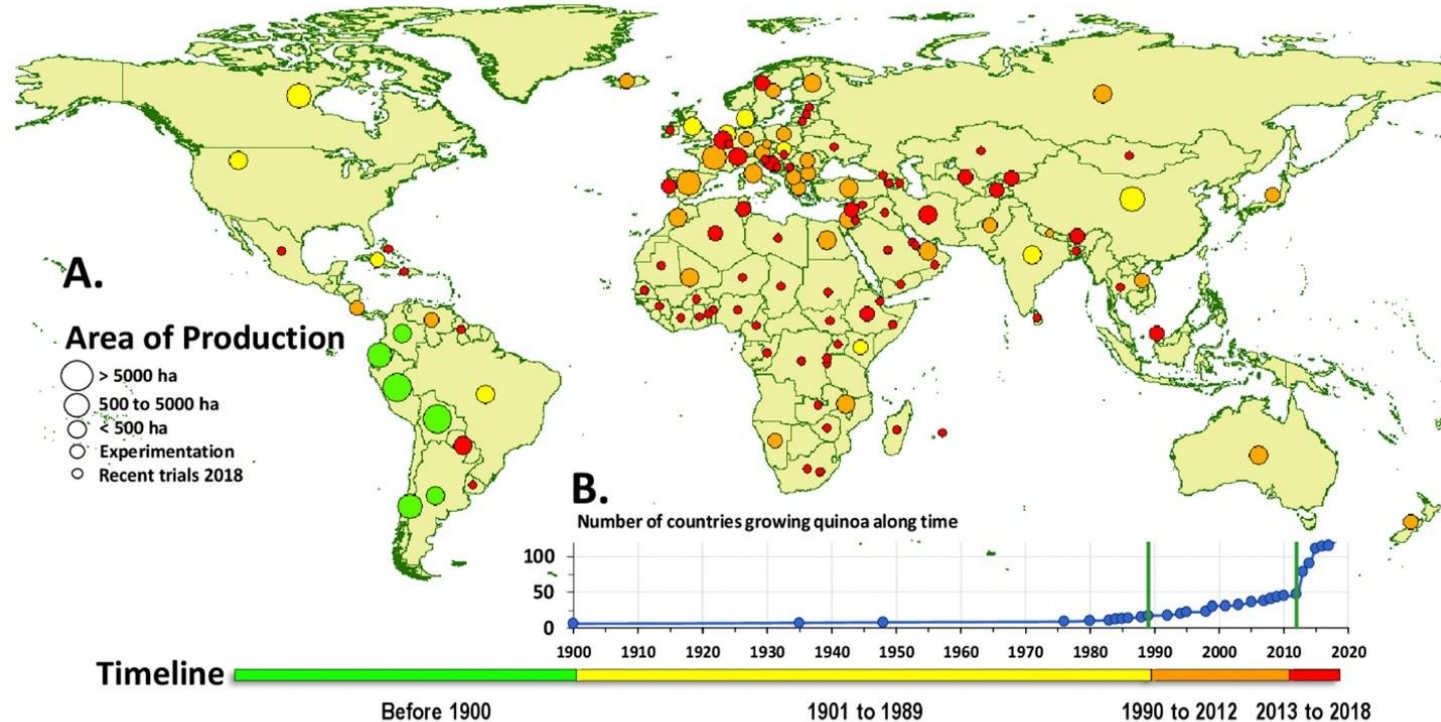 A.
Area of Production
> 5000 ha
500 to 5000 ha
< 500 ha
Experimentation
Recent trials 2018
B.
Number of countries growing quinoa along time
100
50
0
1900 1910 1920 1930 1940 1950 1960 1970 1980 1990 2000 2010 2020
Timeline
Before 1900 1901 to 1989 1990 to 2012 2013 to 2018